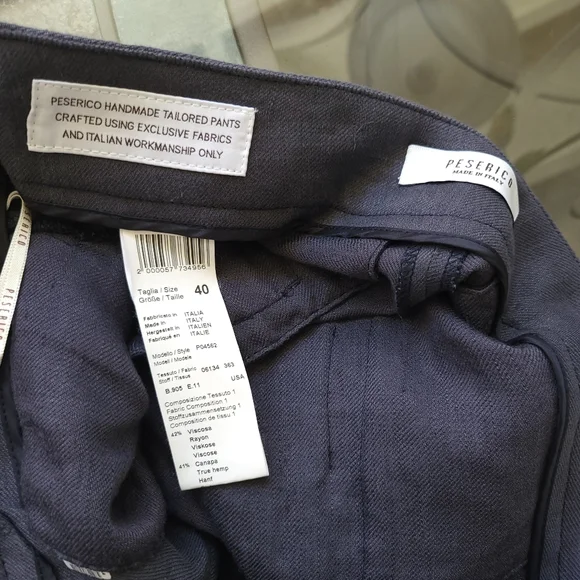 PESERICO HANDMADE TAILORED PANTS
CRAFTED USING EXCLUSIVE FABRICS
AND ITALIAN WORKMANSHIP ONLY
PESERICO
MADE IN ITALY
PESERICO
PESERICO
2 000057 734956
Taglia / Size
Größe / Taille
40
Fabbricato in ITALIA
Made in ITALY
Hergestellt in ITALIEN
Fabriqué en ITALIE
Modello / Style P04562
Modell / Modele
Tessuto / Fabric 06134 363
Stoff / Tissus
B.905 E.11 USA
Composizione Tessuto 1
Fabric Composition 1
Stoffzusammensetzung 1
Composition de tissu 1
42% Viscosa
Rayon
Viskose
Viscose
41% Canapa
True hemp
Hanf